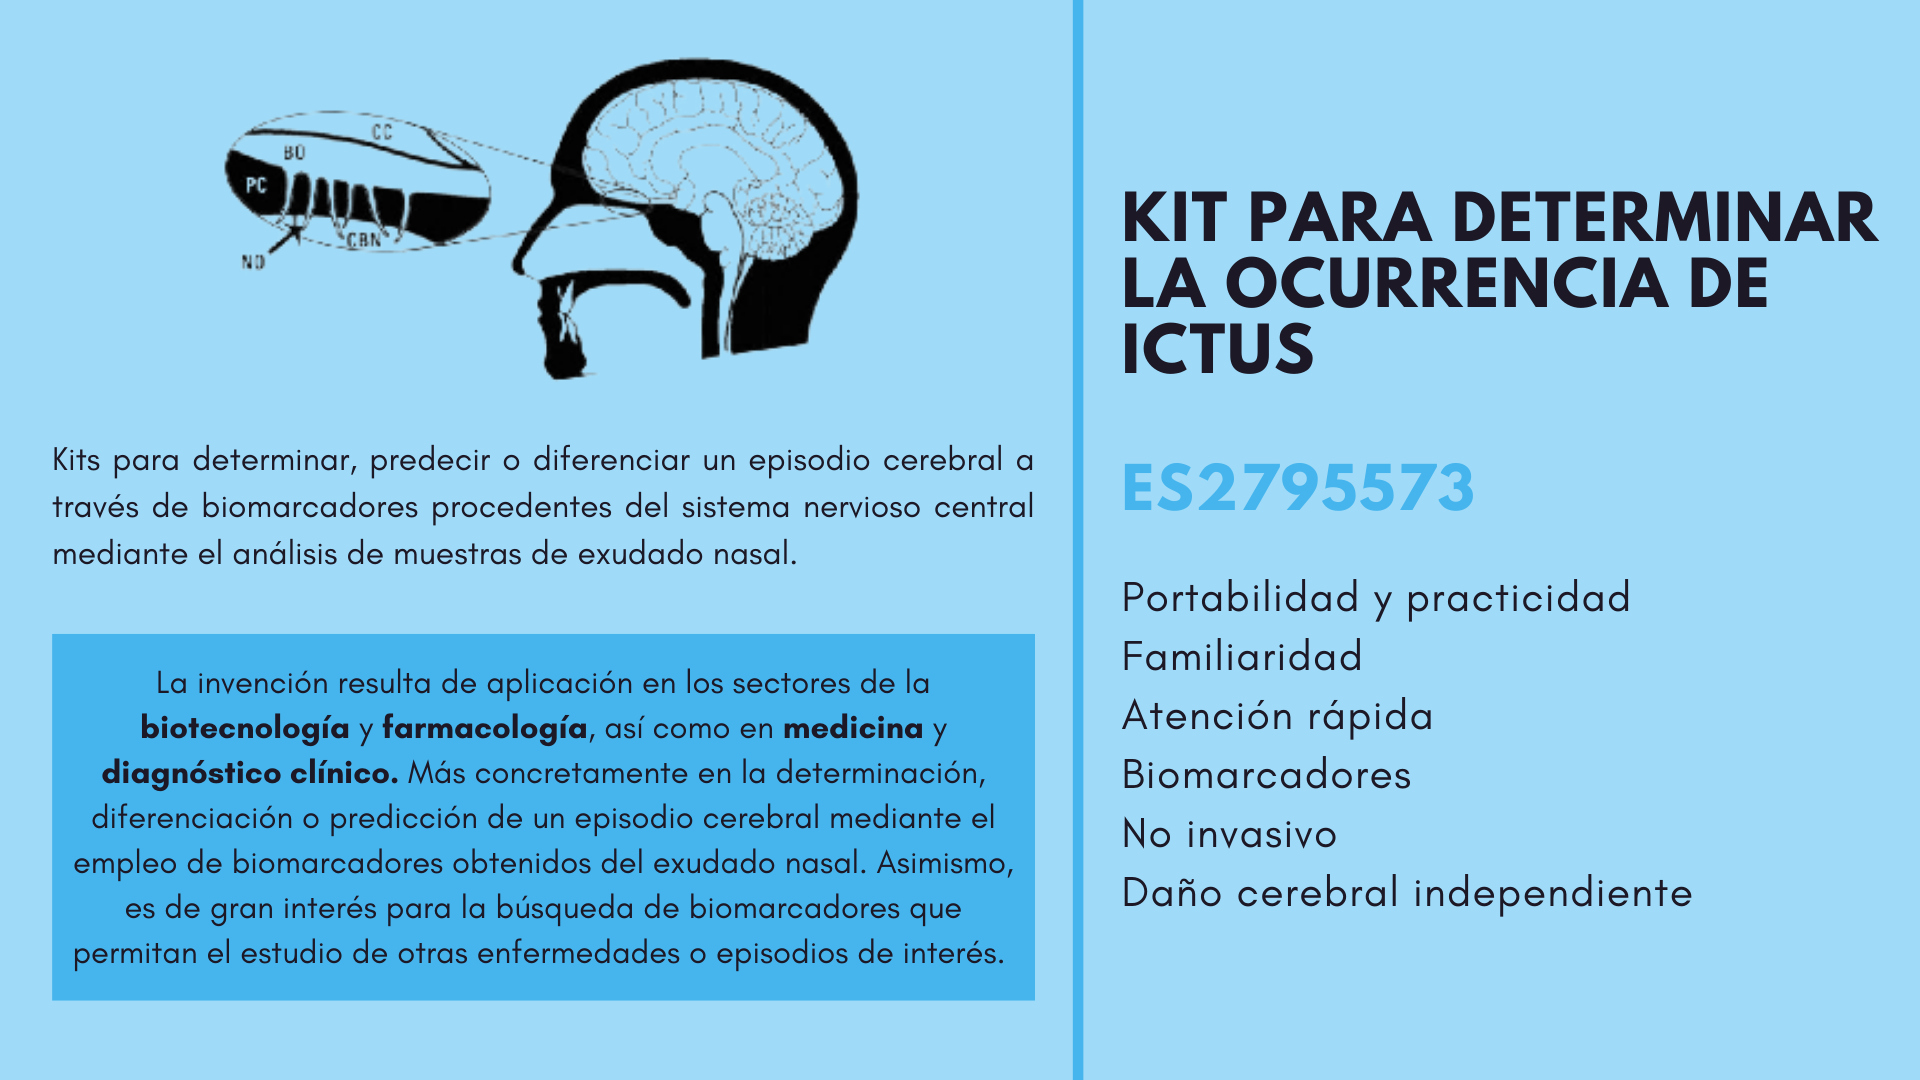 CC
BO
PC
CBN
NO
Kits para determinar, predecir o diferenciar un episodio cerebral a
través de biomarcadores procedentes del sistema nervioso central
mediante el análisis de muestras de exudado nasal.
La invención resulta de aplicación en los sectores de la
biotecnología y farmacología, así como en medicina y
diagnóstico clínico. Más concretamente en la determinación,
diferenciación o predicción de un episodio cerebral mediante el
empleo de biomarcadores obtenidos del exudado nasal. Asimismo,
es de gran interés para la búsqueda de biomarcadores que
permitan el estudio de otras enfermedades o episodios de interés.
KIT PARA DETERMINAR
LA OCURRENCIA DE
ICTUS
ES2795573
Portabilidad y practicidad
Familiaridad
Atención rápida
Biomarcadores
No invasivo
Daño cerebral independiente